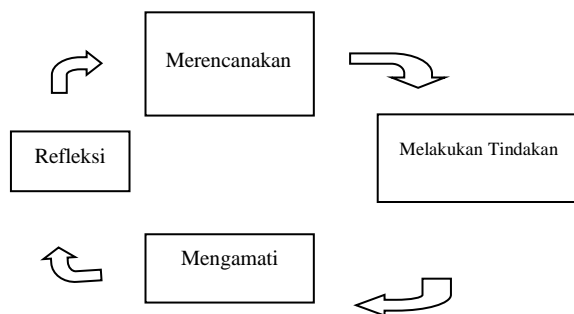 Merencanakan
Refleksi
Melakukan Tindakan
Mengamati